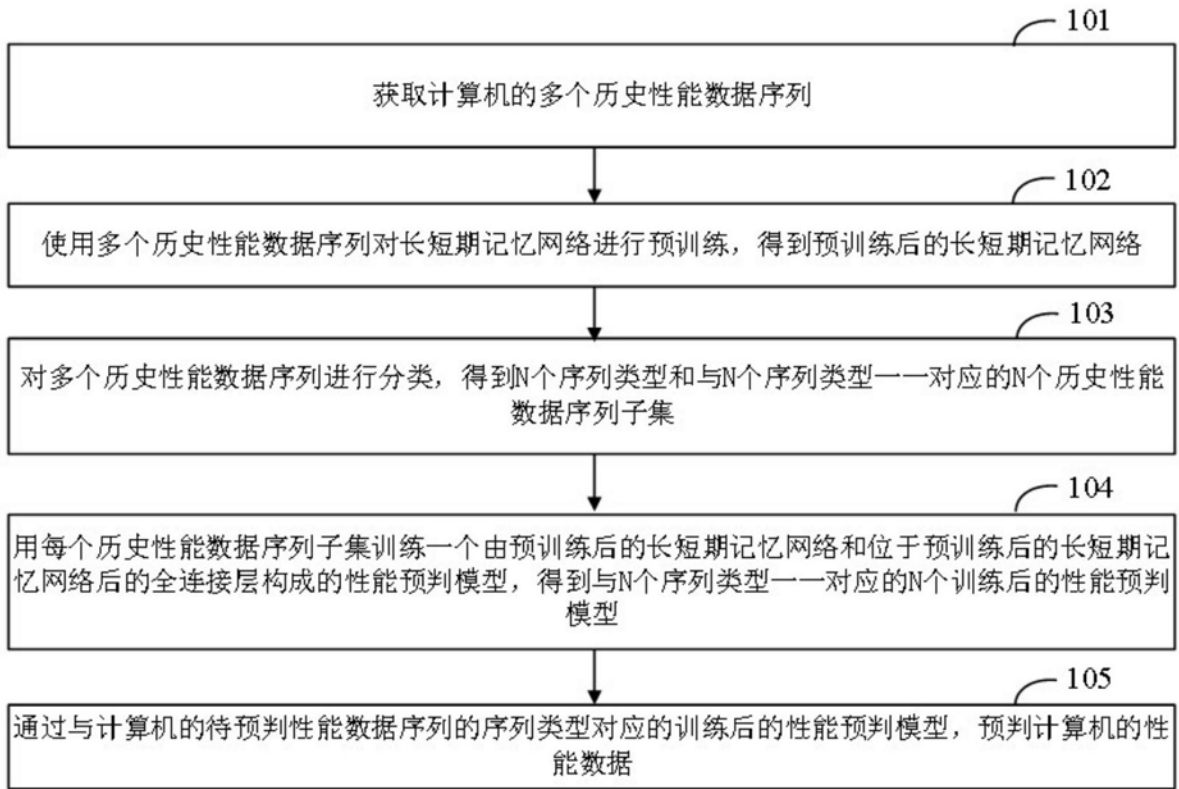 101
获取计算机的多个历史性能数据序列
102
使用多个历史性能数据序列对长短期记忆网络进行预训练，得到预训练后的长短期记忆网络
103
对多个历史性能数据序列进行分类，得到N个序列类型和与N个序列类型一一对应的N个历史性能
数据序列子集
104
用每个历史性能数据序列子集训练一个由预训练后的长短期记忆网络和位于预训练后的长短期记
忆网络后的全连接层构成的性能预判模型，得到与N个序列类型一一对应的N个训练后的性能预判
模型
105
通过与计算机的待预判性能数据序列的序列类型对应的训练后的性能预判模型，预判计算机的性
能数据